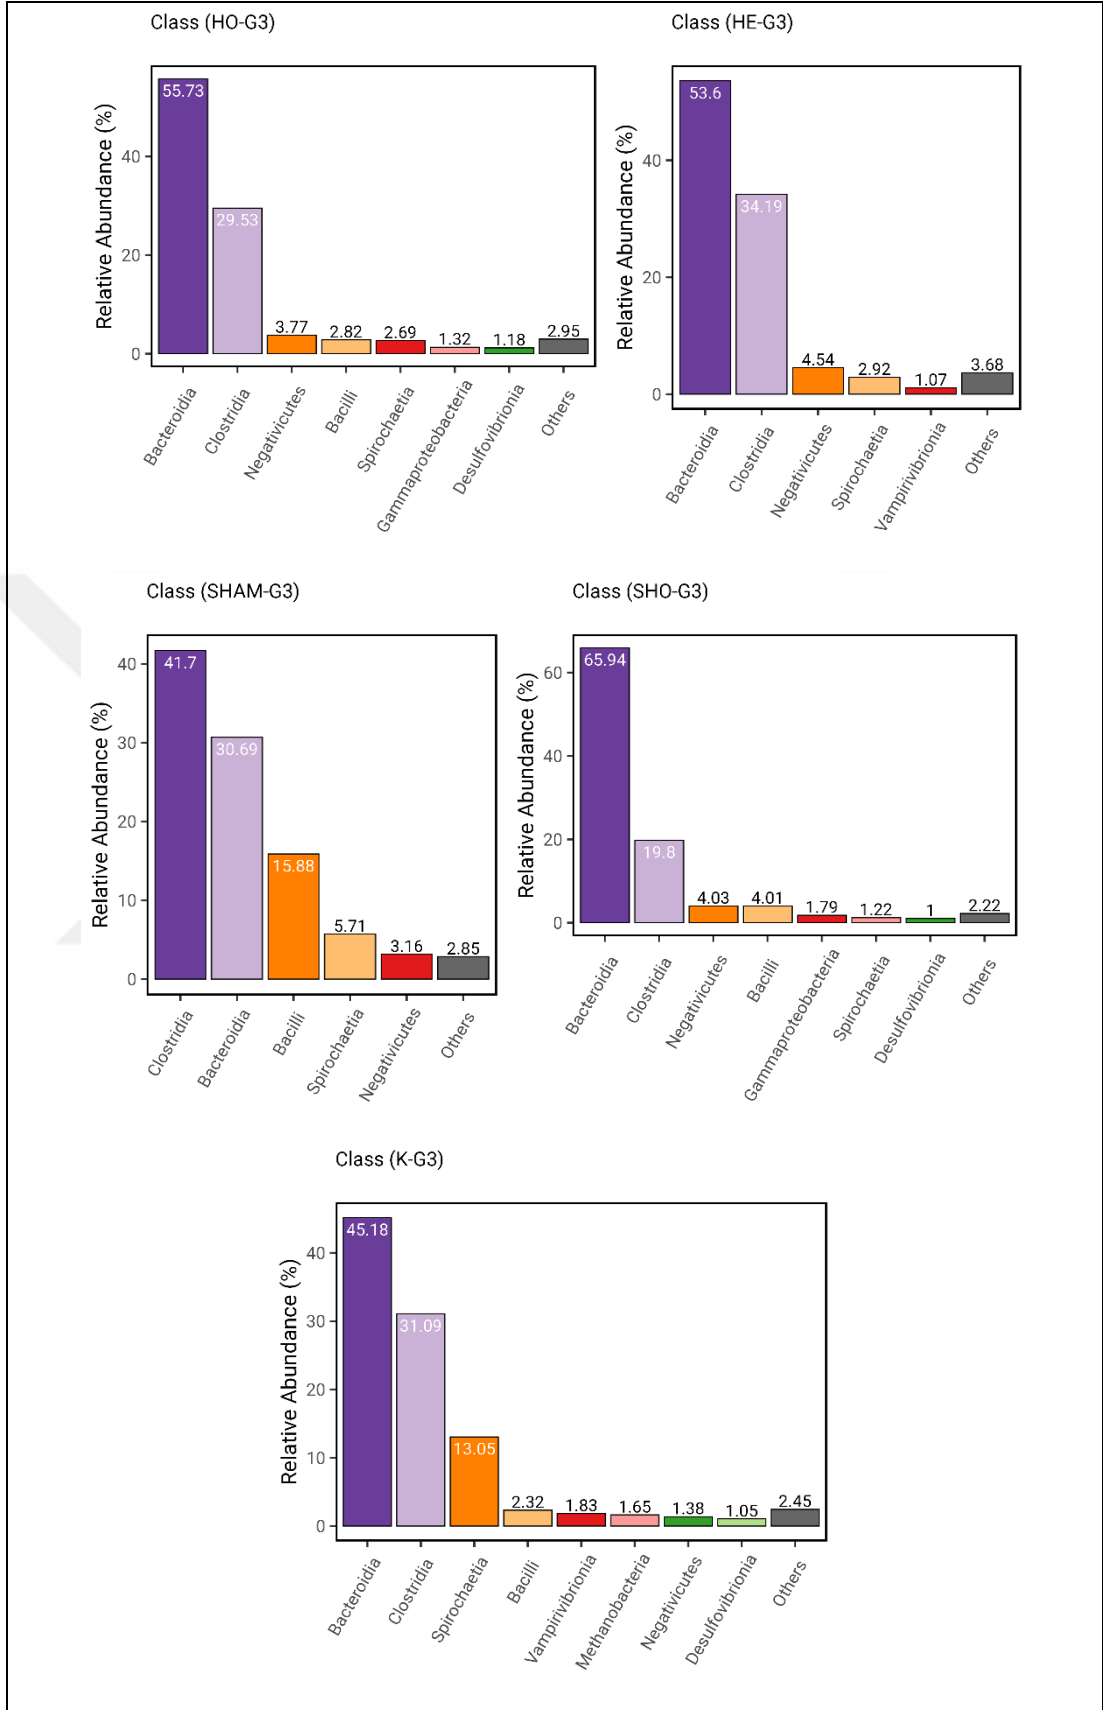 Class (HO-G3)
Relative Abundance (%)
40
20
0
55.73
29.53
3.77
2.82
2.69
1.32
1.18
2.95
Bacteroidia
Clostridia
Negativicutes
Bacilli
Spirochaetia
Gammaproteobacteria
Desulfovibrionia
Others
Class (HE-G3)
Relative Abundance (%)
40
20
0
53.6
34.19
4.54
2.92
1.07
3.68
Bacteroidia
Clostridia
Negativicutes
Spirochaetia
Vampirivibrionia
Others
Class (SHAM-G3)
Relative Abundance (%)
40
30
20
10
0
41.7
30.69
15.88
5.71
3.16
2.85
Clostridia
Bacteroidia
Bacilli
Spirochaetia
Negativicutes
Others
Class (SHO-G3)
Relative Abundance (%)
60
40
20
0
65.94
19.8
4.03
4.01
1.79
1.22
1
2.22
Bacteroidia
Clostridia
Negativicutes
Bacilli
Gammaproteobacteria
Spirochaetia
Desulfovibrionia
Others
Class (K-G3)
Relative Abundance (%)
40
30
20
10
0
45.18
31.09
13.05
2.32
1.83
1.65
1.38
1.05
2.45
Bacteroidia
Clostridia
Spirochaetia
Bacilli
Vampirivibrionia
Methanobacteria
Negativicutes
Desulfovibrionia
Others